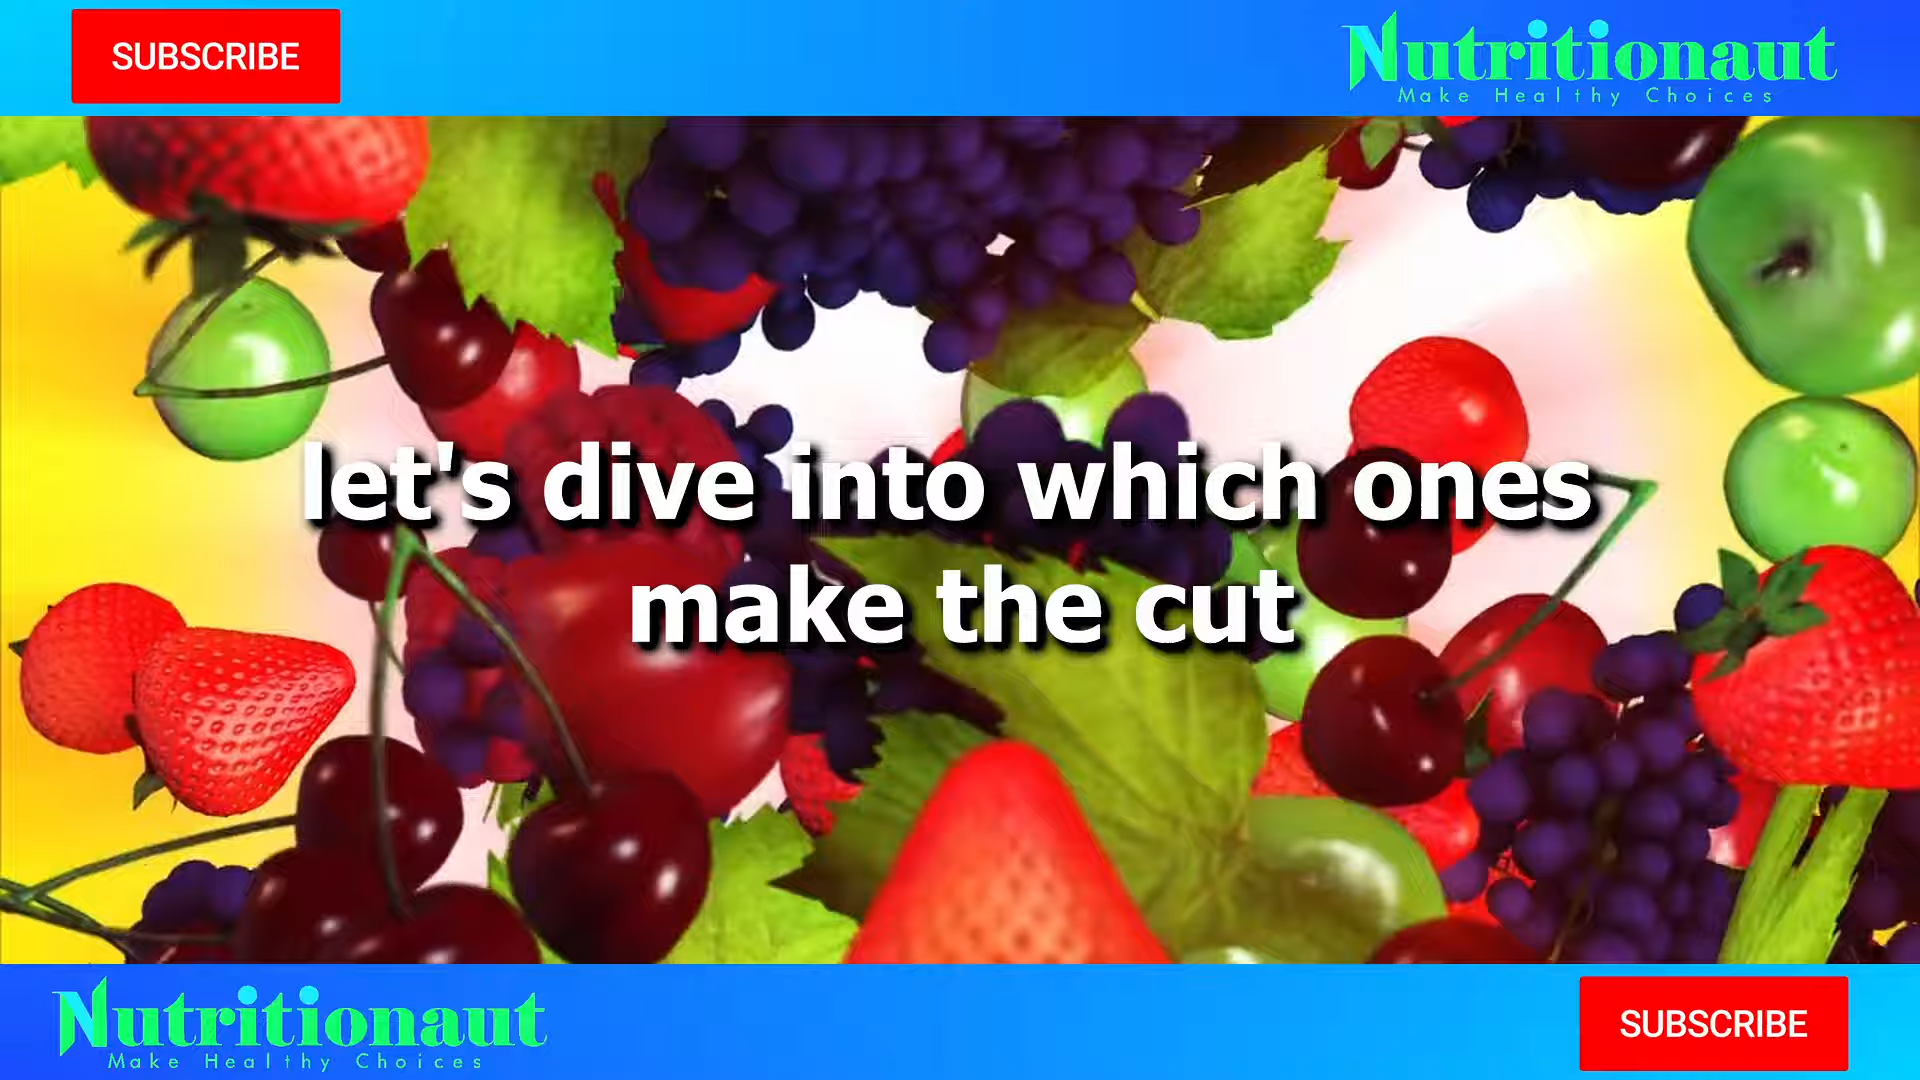 SUBSCRIBE
Nutritionaut
Make Healthy Choices
let's dive into which ones
make the cut
Nutritionaut
Make Healthy Choices
SUBSCRIBE